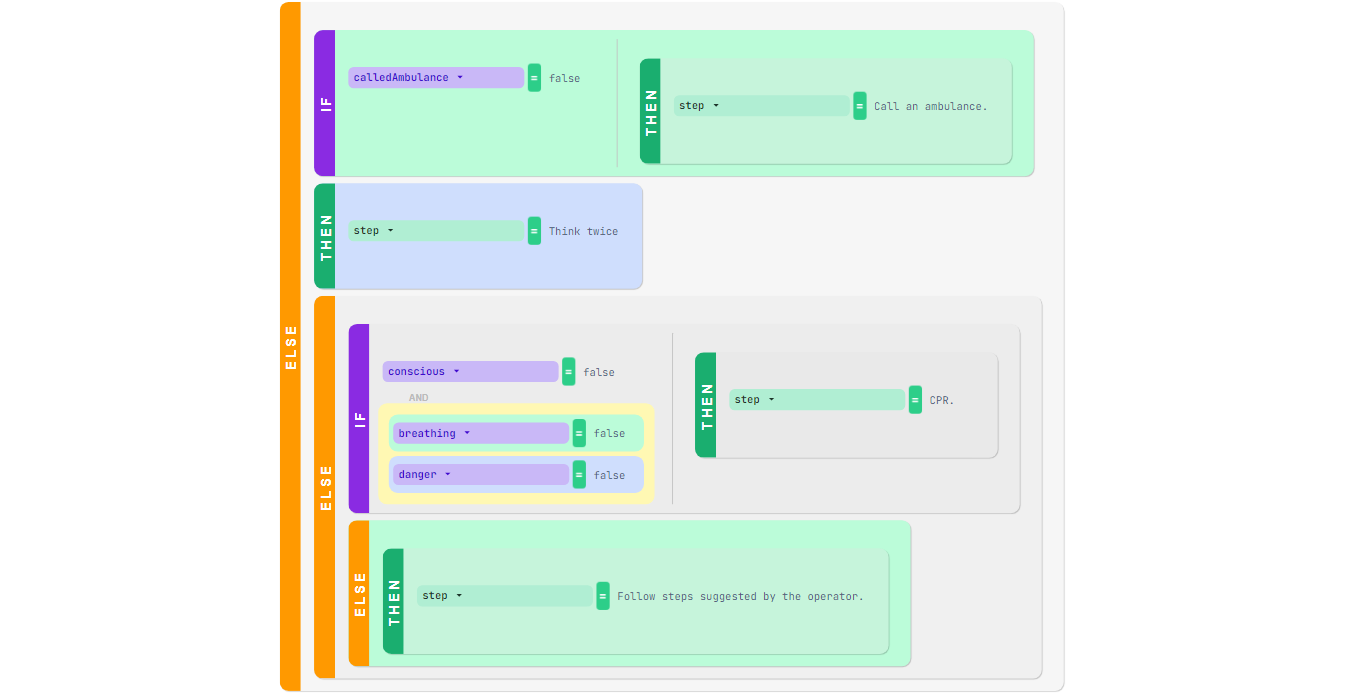 ELSE
IF
calledAmbulance = false
THEN
step = Call an ambulance.
THEN
step = Think twice
ELSE
IF
conscious = false
AND
breathing = false
danger = false
THEN
step = CPR.
ELSE
THEN
step = Follow steps suggested by the operator.